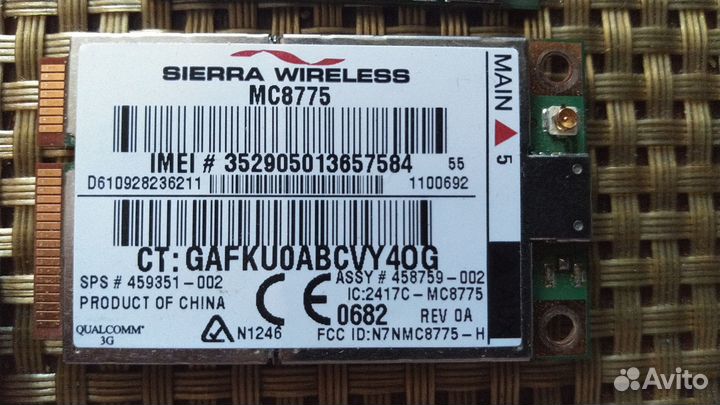 SIERRA WIRELESS
MC8775
IMEI # 352905013657584 55
D610928236211 1100692
CT: GAFKU0ABCVY4OG
SPS # 459351-002
ASSY # 458759-002
PRODUCT OF CHINA
IC:2417C-MC8775
CE 0682 REV 0A
QUALCOMM
3G
N1246
FCC ID:N7NMC8775-H
MAIN 5
Avito